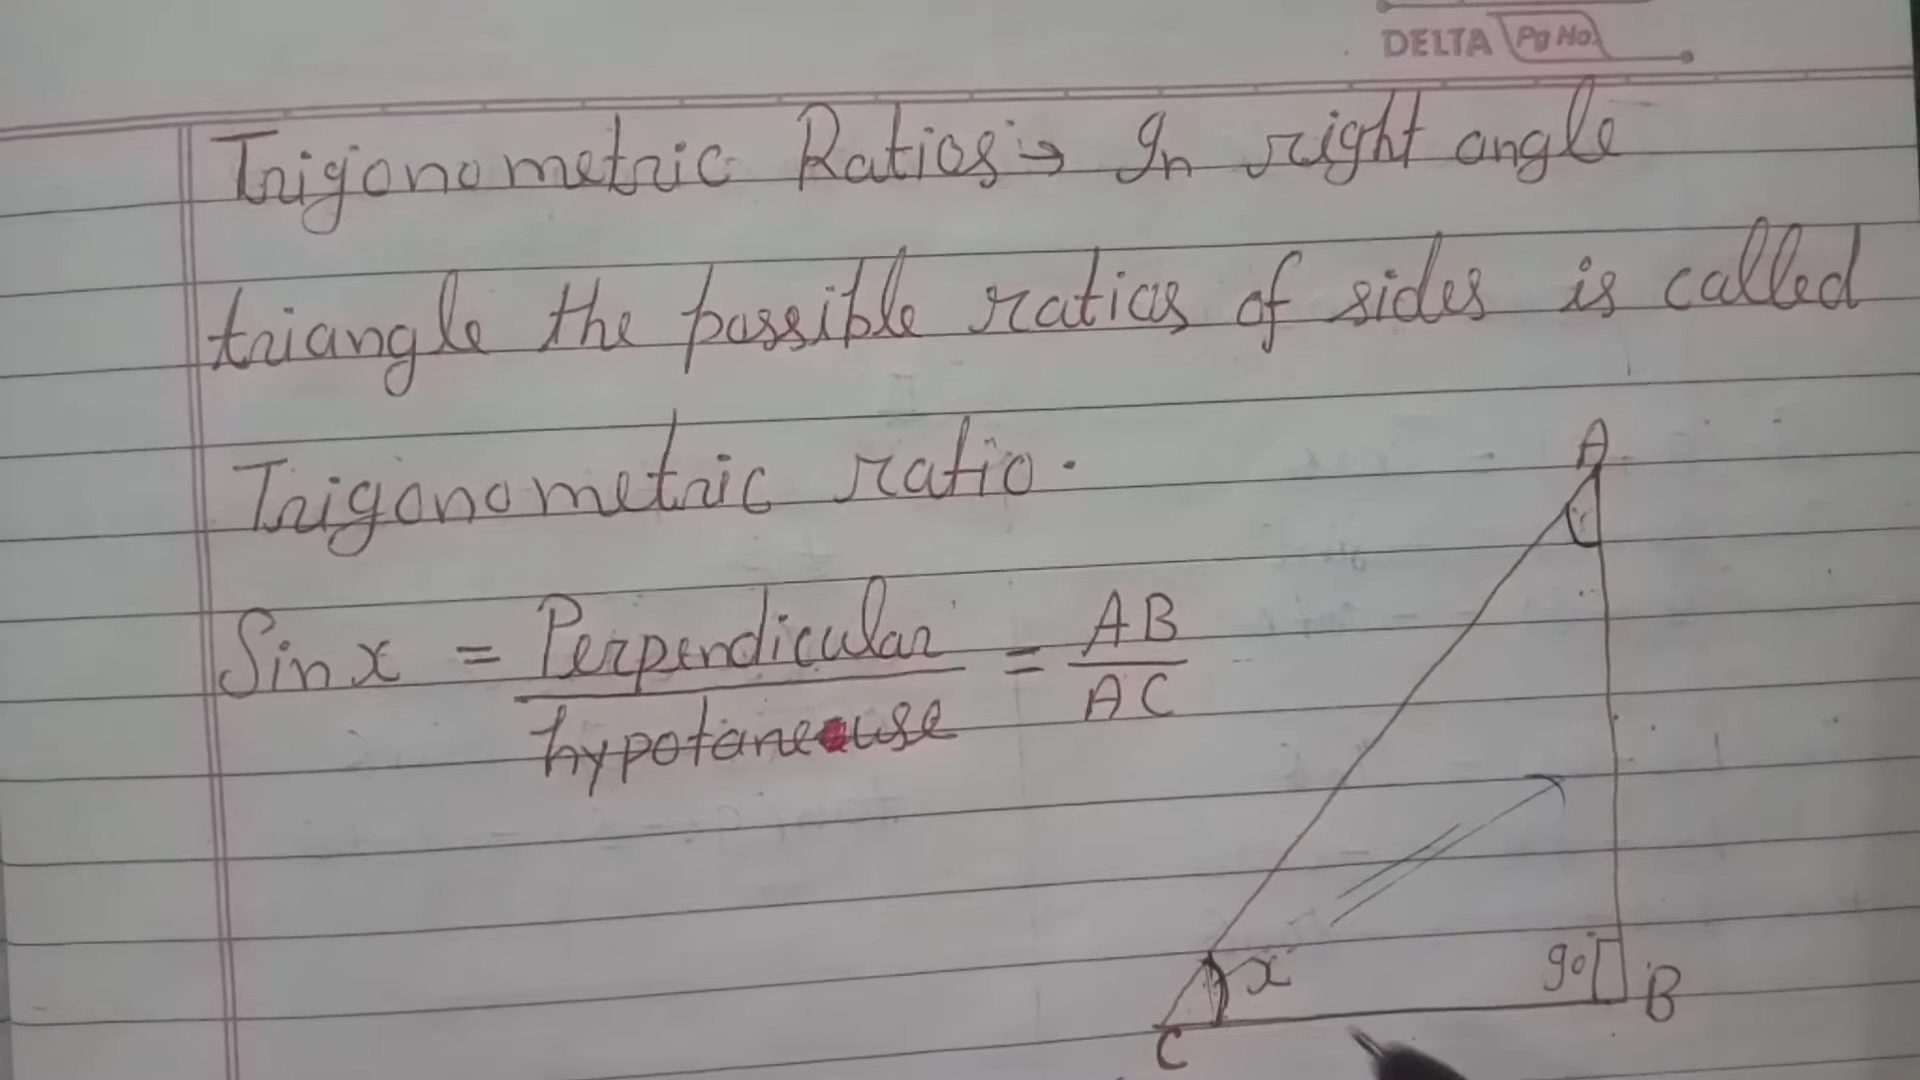 DELTA Pg No.
Trigonometric Ratios :→ In right angle
triangle the possible ratios of sides is called
Trigonometric ratio.
Sin x = Perpendicular / hypotaneuse = AB / AC
A
x
90
B
C